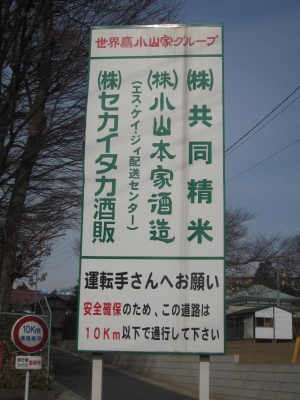 世界鷹小山家グループ
(株)共同精米
(株)小山本家酒造
(エス・ケイ・ジイ配送センター)
(株)セカイタカ酒販
運転手さんへお願い
安全確保のため、この道路は
10Km以下で通行して下さい
10Km